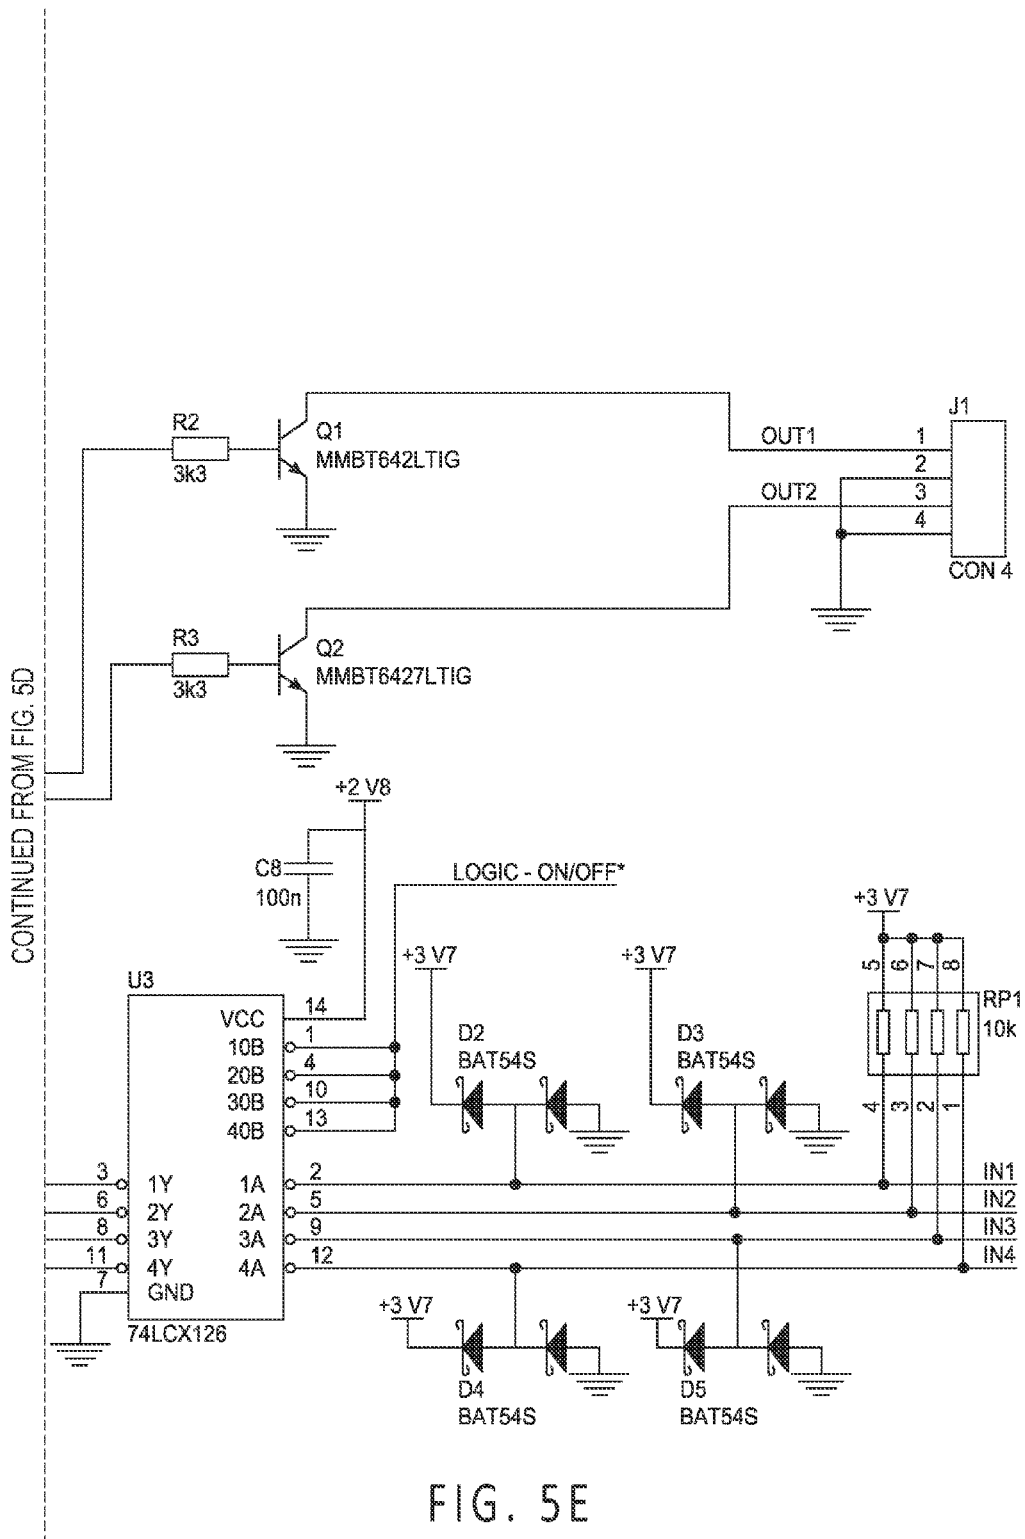 J1
R2
Q1
OUT1
1
3k3
MMBT642LTIG
2
OUT2
3
4
CON 4
R3
Q2
3k3
MMBT6427LTIG
CONTINUED FROM FIG. 5D
+2 V8
C8
100n
LOGIC - ON/OFF*
+3 V7
+3 V7
+3 V7
5
6
7
8
U3
RP1
10k
VCC
14
10B
1
20B
4
30B
10
40B
13
D2
BAT54S
D3
BAT54S
4
3
2
1
3
1Y
1A
2
IN1
6
2Y
2A
5
IN2
8
3Y
3A
9
IN3
11
4Y
4A
12
IN4
7
GND
74LCX126
+3 V7
+3 V7
D4
BAT54S
D5
BAT54S
FIG. 5E